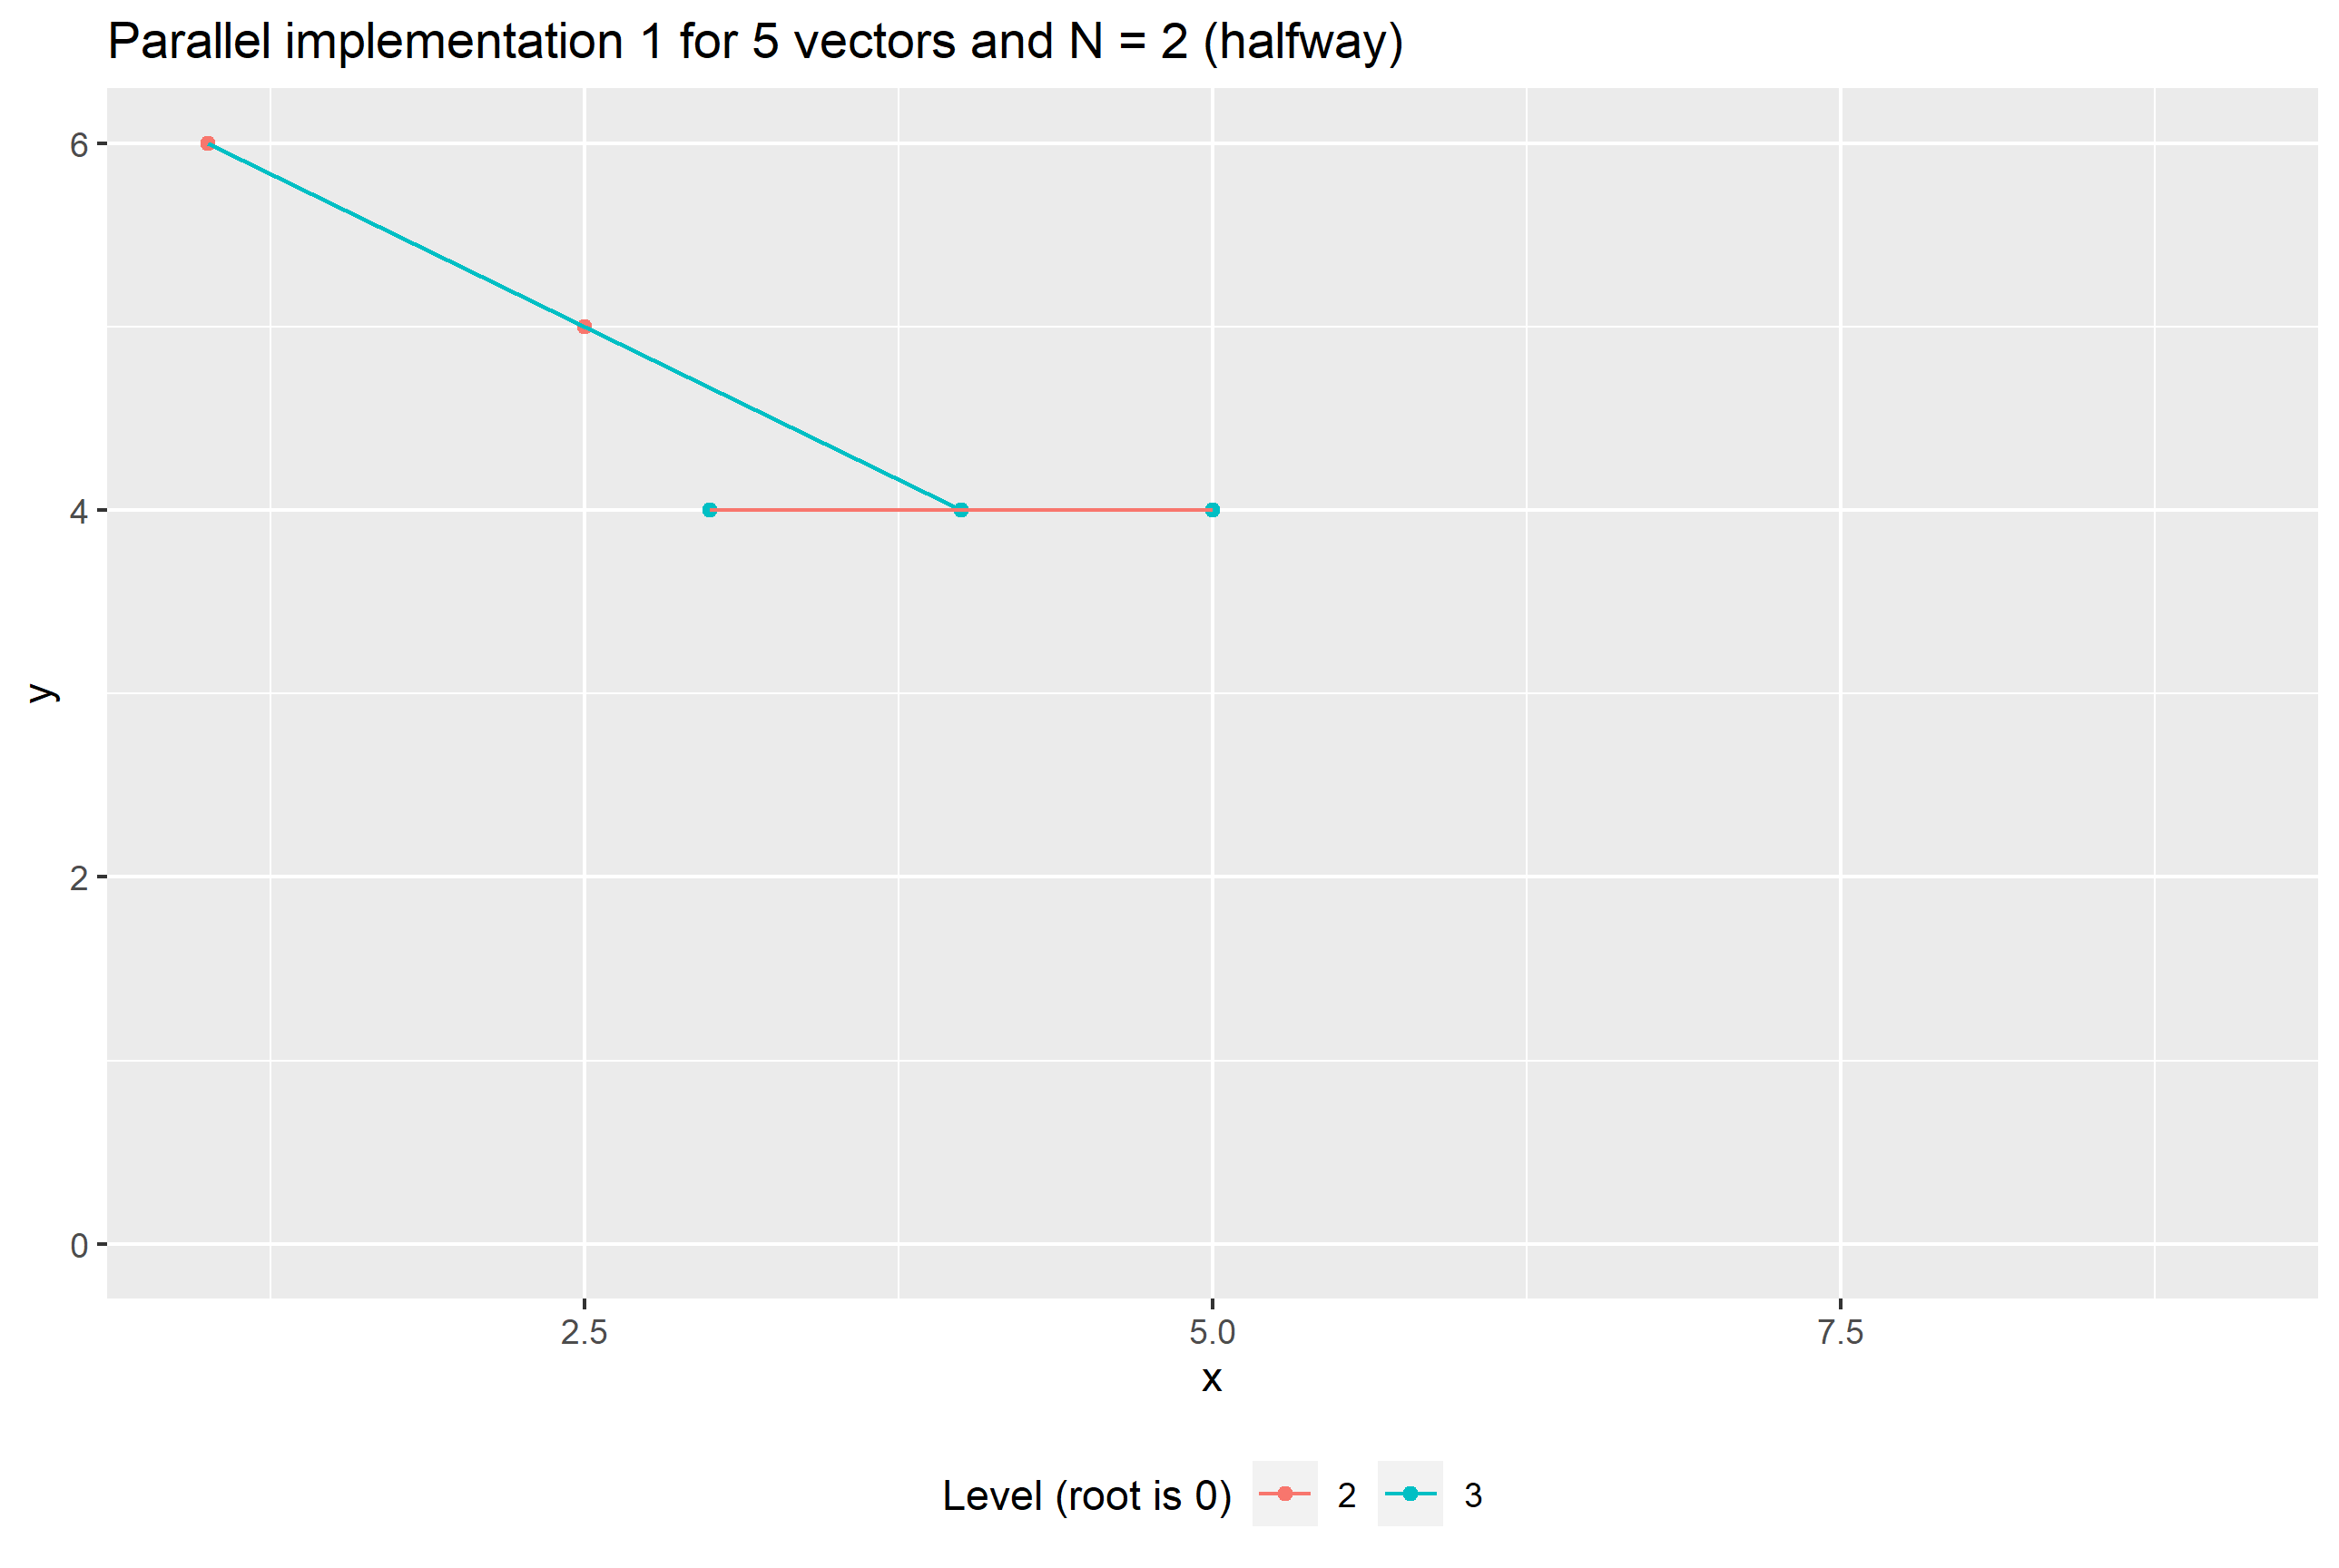 Parallel implementation 1 for 5 vectors and N = 2 (halfway)
6
4
2
0
y
2.5 5.0 7.5
x
Level (root is 0) 2 3